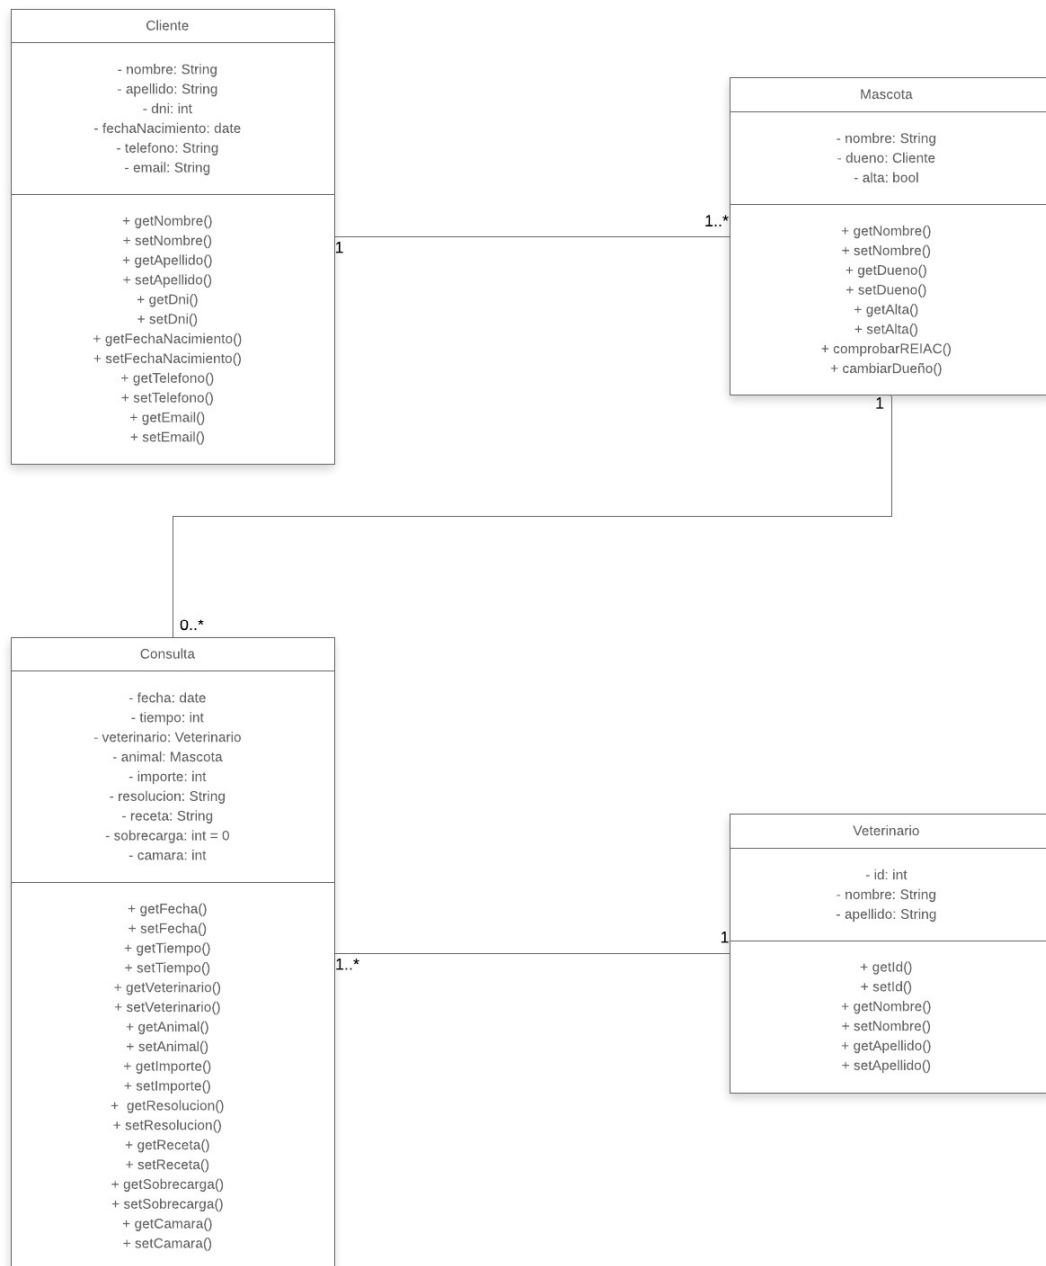 Cliente
- nombre: String
- apellido: String
- dni: int
- fechaNacimiento: date
- telefono: String
- email: String
+ getNombre()
+ setNombre()
+ getApellido()
+ setApellido()
+ getDni()
+ setDni()
+ getFechaNacimiento()
+ setFechaNacimiento()
+ getTelefono()
+ setTelefono()
+ getEmail()
+ setEmail()
1
1..*
Mascota
- nombre: String
- dueno: Cliente
- alta: bool
+ getNombre()
+ setNombre()
+ getDueno()
+ setDueno()
+ getAlta()
+ setAlta()
+ comprobarREIAC()
+ cambiarDueño()
1
0..*
Consulta
- fecha: date
- tiempo: int
- veterinario: Veterinario
- animal: Mascota
- importe: int
- resolucion: String
- receta: String
- sobrecarga: int = 0
- camara: int
+ getFecha()
+ setFecha()
+ getTiempo()
+ setTiempo()
+ getVeterinario()
+ setVeterinario()
+ getAnimal()
+ setAnimal()
+ getImporte()
+ setImporte()
+ getResolucion()
+ setResolucion()
+ getReceta()
+ setReceta()
+ getSobrecarga()
+ setSobrecarga()
+ getCamara()
+ setCamara()
1..*
1
Veterinario
- id: int
- nombre: String
- apellido: String
+ getId()
+ setId()
+ getNombre()
+ setNombre()
+ getApellido()
+ setApellido()